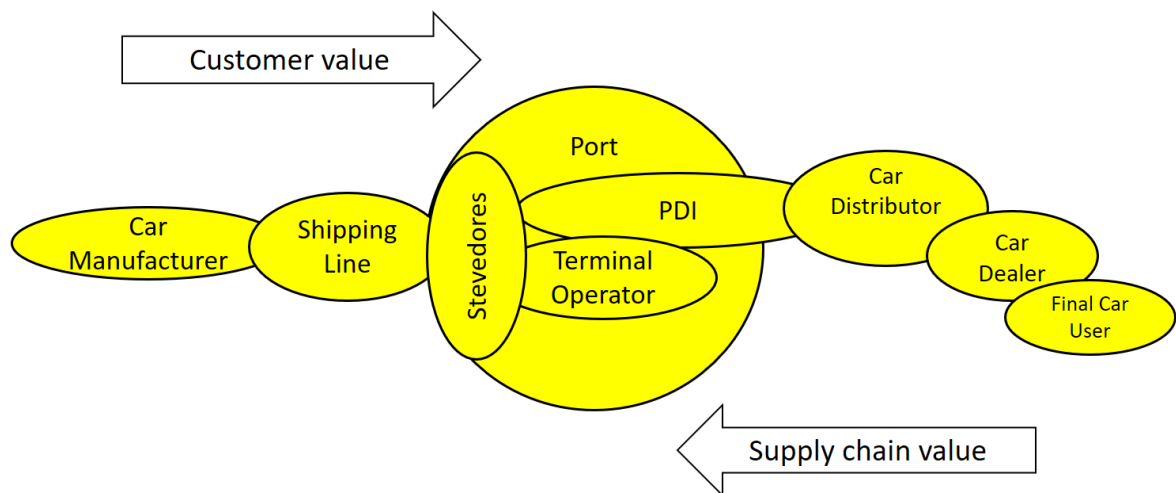 Customer value
Port
Car
Manufacturer
Shipping
Line
Stevedores
PDI
Terminal
Operator
Car
Distributor
Car
Dealer
Final Car
User
Supply chain value